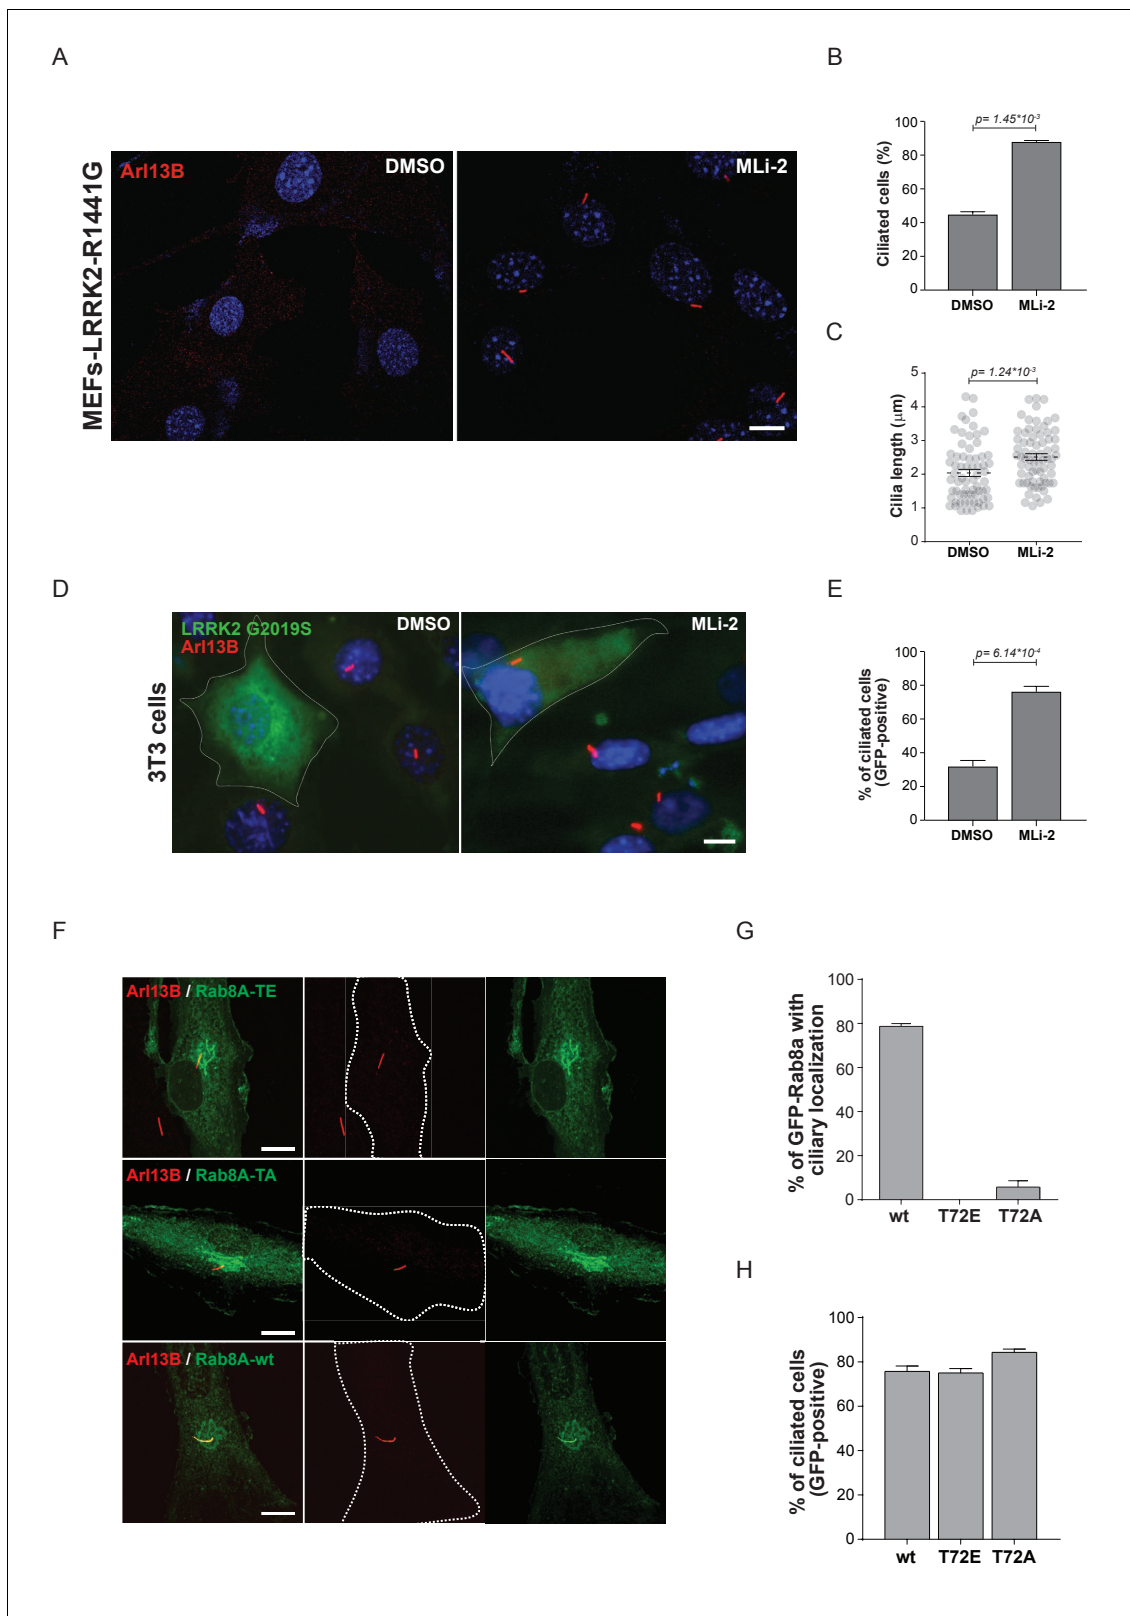 A
MEFs-LRRK2-R1441G
Arl13B
DMSO
MLi-2
B
Ciliated cells (%)
100
80
60
40
20
0
p= 1.45*10-3
DMSO
MLi-2
C
Cilia length (µm)
5
4
3
2
1
0
p= 1.24*10-3
DMSO
MLi-2
D
3T3 cells
LRRK2 G2019S
Arl13B
DMSO
MLi-2
E
% of ciliated cells
(GFP-positive)
100
80
60
40
20
0
p= 6.14*10-4
DMSO
MLi-2
F
Arl13B / Rab8A-TE
Arl13B / Rab8A-TA
Arl13B / Rab8A-wt
G
% of GFP-Rab8a with
ciliary localization
100
80
60
40
20
0
wt
T72E
T72A
H
% of ciliated cells
(GFP-positive)
100
80
60
40
20
0
wt
T72E
T72A